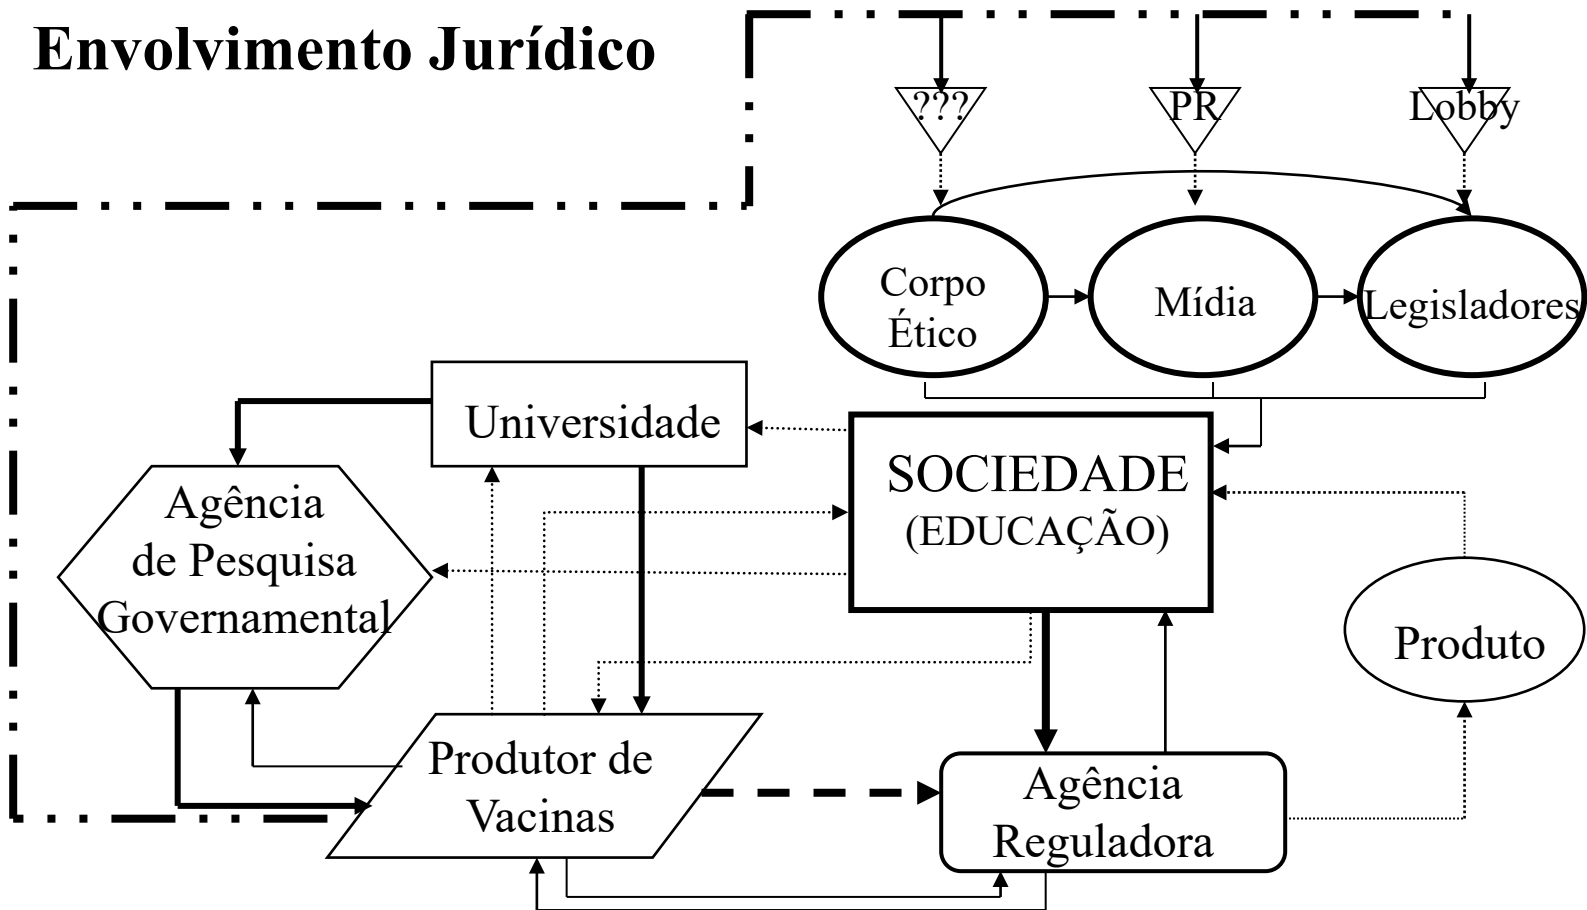 Envolvimento Jurídico
???
PR
Lobby
Corpo
Ético
Mídia
Legisladores
Universidade
SOCIEDADE
(EDUCAÇÃO)
Agência
de Pesquisa
Governamental
Produto
Produtor de
Vacinas
Agência
Reguladora